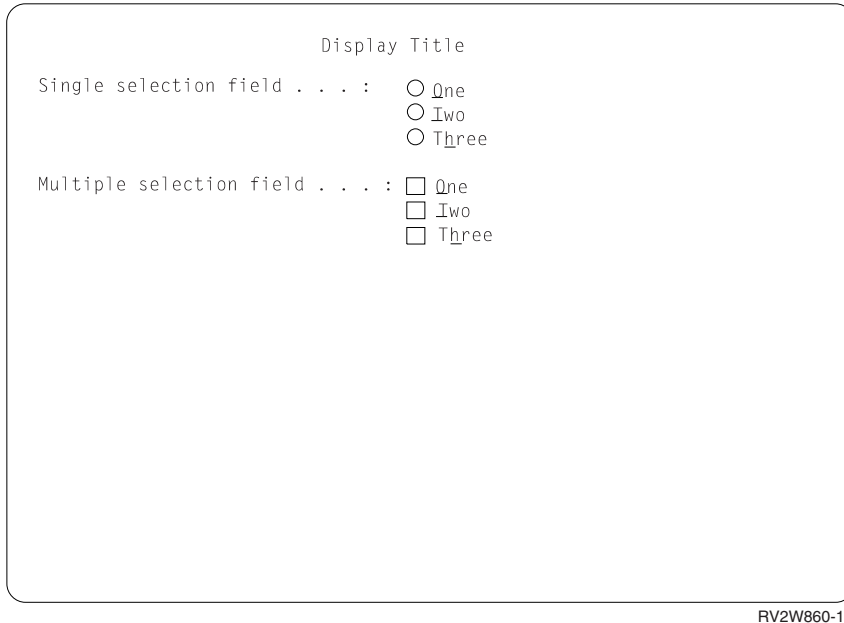 Display Title
Single selection field . . . : One
Two
Three
Multiple selection field . . . : One
Two
Three
RV2W860-1